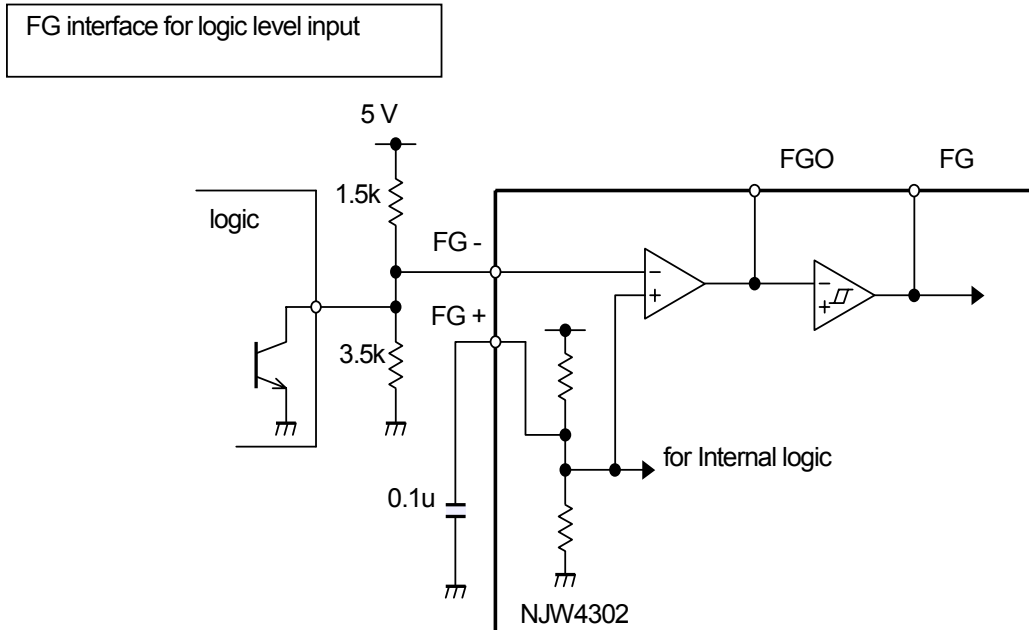 FG interface for logic level input
5 V
FGO
FG
1.5k
logic
FG -
−
+
−
+
FG +
3.5k
for Internal logic
0.1u
NJW4302